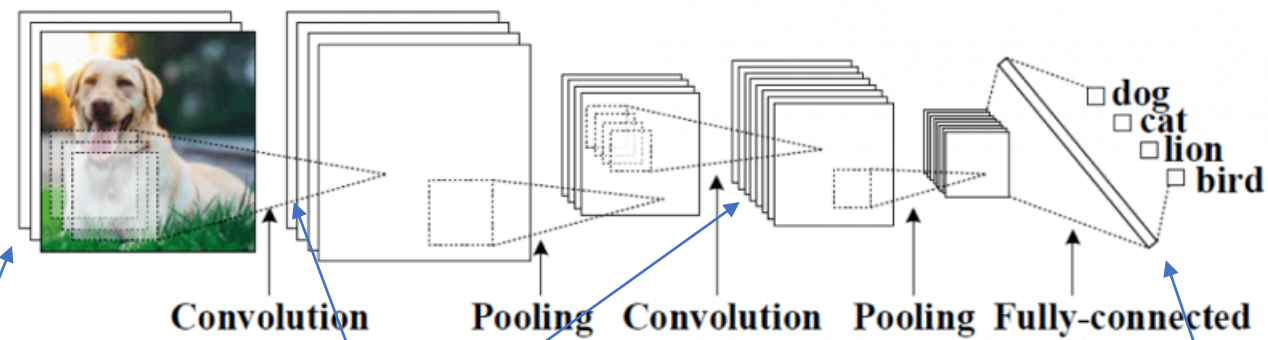 dog
cat
lion
bird
Convolution
Pooling
Convolution
Pooling
Fully-connected